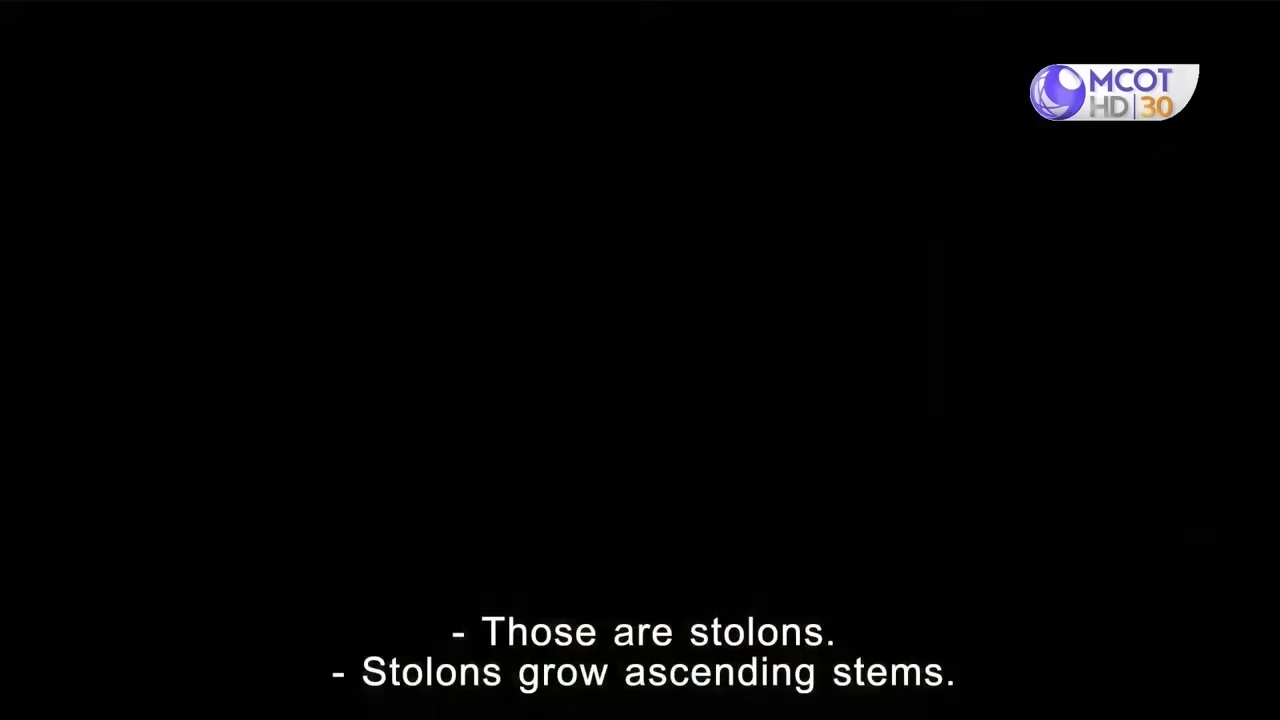 MCOT
HD|30
- Those are stolons.
- Stolons grow ascending stems.